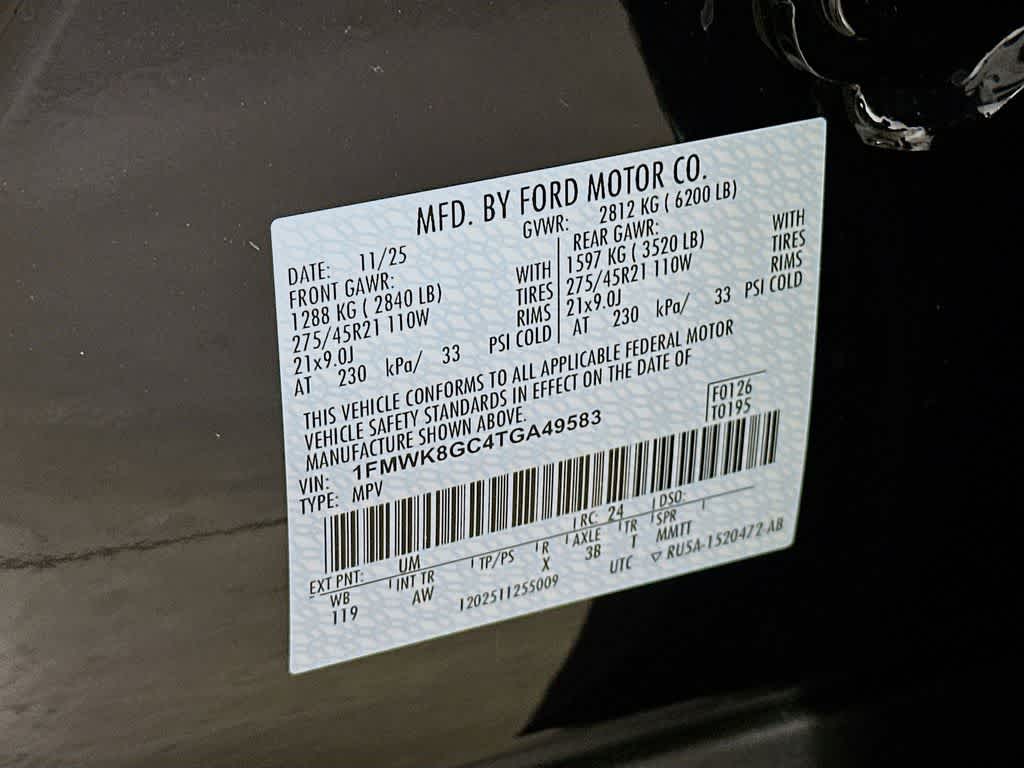 MFD. BY FORD MOTOR CO.
DATE: 11/25 GVWR: 2812 KG ( 6200 LB)
FRONT GAWR: REAR GAWR:
1288 KG ( 2840 LB) WITH 1597 KG ( 3520 LB) WITH
275/45R21 110W TIRES 275/45R21 110W TIRES
21x9.0J RIMS 21x9.0J RIMS
AT 230 kPa/ 33 PSI COLD AT 230 kPa/ 33 PSI COLD
THIS VEHICLE CONFORMS TO ALL APPLICABLE FEDERAL MOTOR
VEHICLE SAFETY STANDARDS IN EFFECT ON THE DATE OF
MANUFACTURE SHOWN ABOVE.
F0126
T0195
VIN: 1FMWK8GC4TGA49583
TYPE: MPV
EXT PNT: UM RC: 24 DSO:
WB INT TR TP/PS R AXLE TR SPR
119 AW X 3B T MMTT
1202511255009 UTC ▽ RU5A-1520472-AB